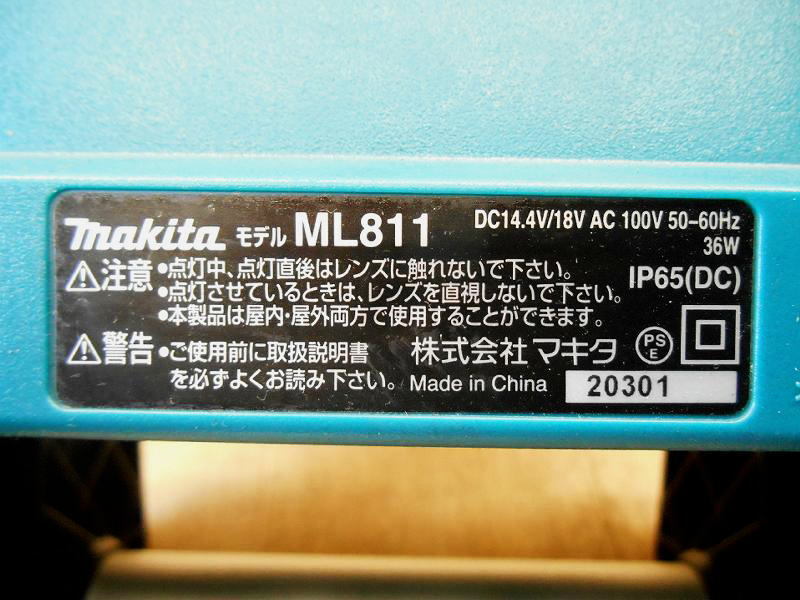 makita モデル ML811 DC14.4V/18V AC 100V 50-60Hz
36W
注意 •点灯中、点灯直後はレンズに触れないで下さい。
•点灯させているときは、レンズを直視しないで下さい。
IP65(DC)
•本製品は屋内・屋外両方で使用することができます。
警告 •ご使用前に取扱説明書
を必ずよくお読み下さい。
株式会社 マキタ
PS
E
Made in China
20301